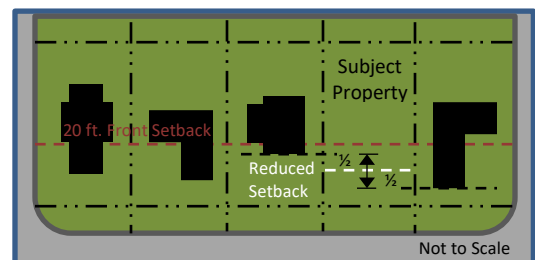 Subject
Property
20 ft. Front Setback
Reduced
Setback
½
½
Not to Scale